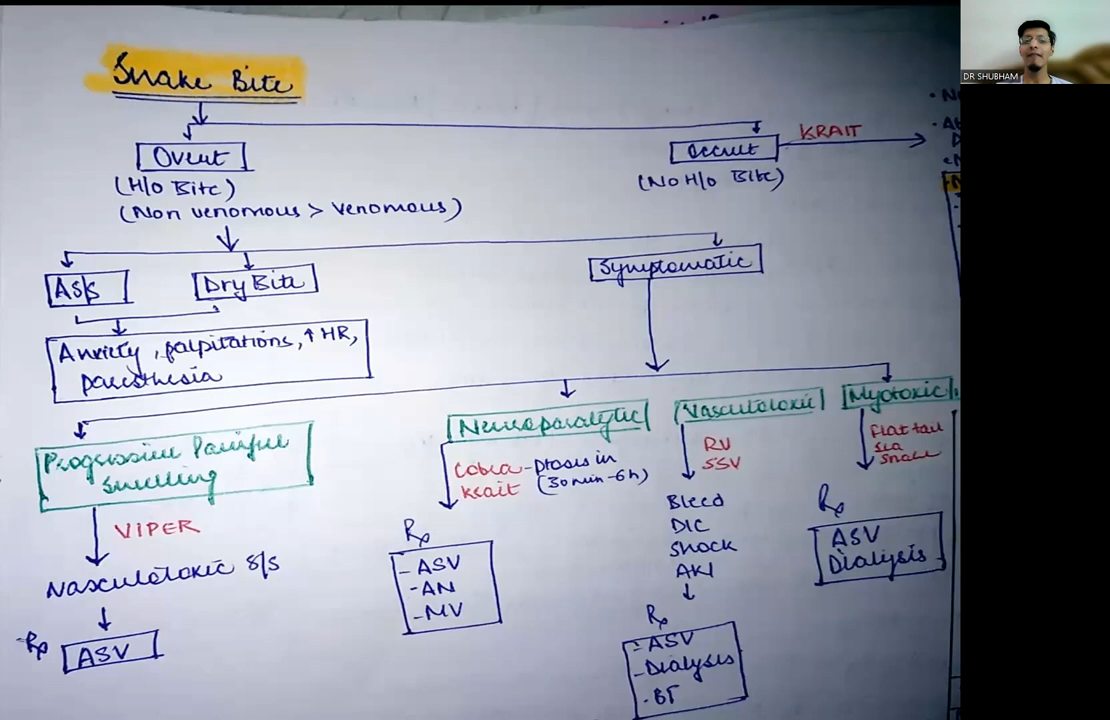 Snake Bite
Overt
(H/o Bite)
(Non venomous > venomous)
Occult
(No H/o Bite)
KRAIT
DR SHUBHAM
AS/S
Dry Bite
Symptomatic
Anxiety, palpitations, ↑HR,
paresthesia
Progressive Painful
Swelling
VIPER
Vasculotoxic S/S
Rx
ASV
Neuroparalytic
Cobra - Ptosis in
Krait (30 min - 6h)
Rx
- ASV
- AN
- MV
Vasculotoxic
RV
SSV
Bleed
DIC
Shock
AKI
Rx
- ASV
- Dialysis
- BT
Myotoxic
Flat tail
Sea
Snake
Rx
ASV
Dialysis